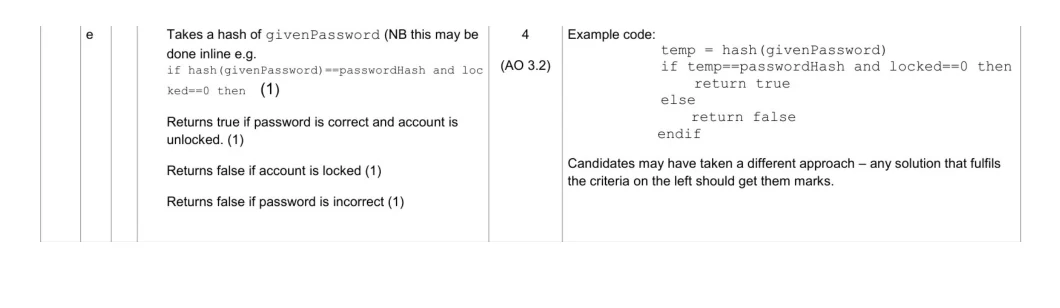 e
Takes a hash of givenPassword (NB this may be
done inline e.g.
if hash(givenPassword)==passwordHash and loc
ked==0 then (1)
Returns true if password is correct and account is
unlocked. (1)
Returns false if account is locked (1)
Returns false if password is incorrect (1)
4
(AO 3.2)
Example code:
temp = hash(givenPassword)
if temp==passwordHash and locked==0 then
return true
else
return false
endif
Candidates may have taken a different approach – any solution that fulfils
the criteria on the left should get them marks.